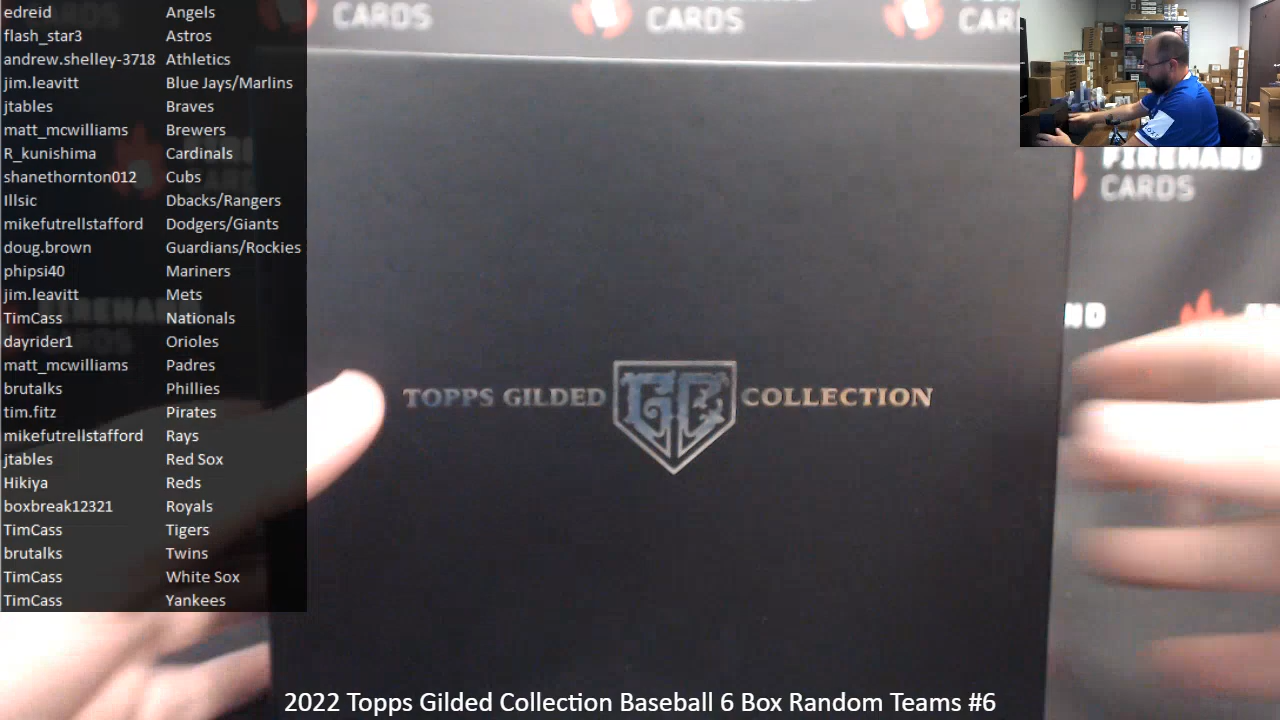 edreid Angels
flash_star3 Astros
andrew.shelley-3718 Athletics
jim.leavitt Blue Jays/Marlins
jtables Braves
matt_mcwilliams Brewers
R_kunishima Cardinals
shanethornton012 Cubs
Illsic Dbacks/Rangers
mikefutrellstafford Dodgers/Giants
doug.brown Guardians/Rockies
phipsi40 Mariners
jim.leavitt Mets
TimCass Nationals
dayrider1 Orioles
matt_mcwilliams Padres
brutalks Phillies
tim.fitz Pirates
mikefutrellstafford Rays
jtables Red Sox
Hikiya Reds
boxbreak12321 Royals
TimCass Tigers
brutalks Twins
TimCass White Sox
TimCass Yankees
CARDS
CARDS
CARDS
FIREHAND
CARDS
ND
TOPPS GILDED GC COLLECTION
2022 Topps Gilded Collection Baseball 6 Box Random Teams #6